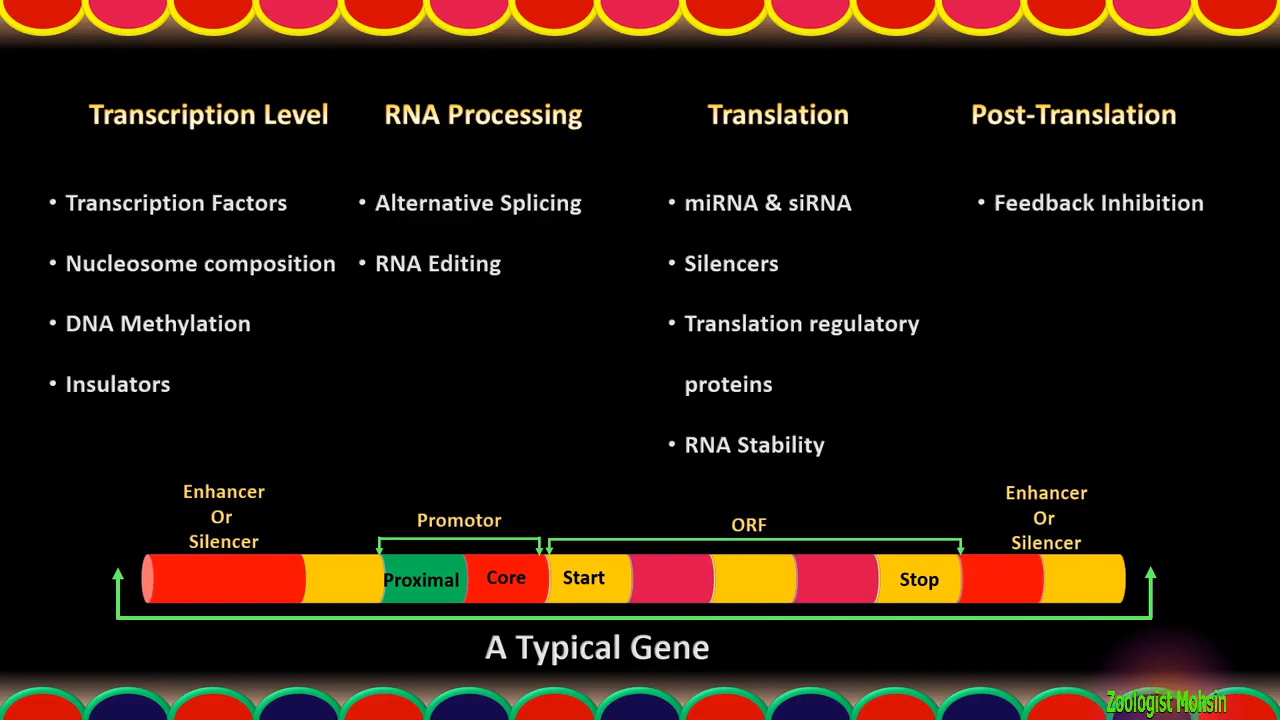 Transcription Level
RNA Processing
Translation
Post-Translation
• Transcription Factors
• Nucleosome composition
• DNA Methylation
• Insulators
• Alternative Splicing
• RNA Editing
• miRNA & siRNA
• Silencers
• Translation regulatory
proteins
• RNA Stability
• Feedback Inhibition
Enhancer
Or
Silencer
Promotor
ORF
Enhancer
Or
Silencer
Proximal
Core
Start
Stop
A Typical Gene
Zoologist Mohsin